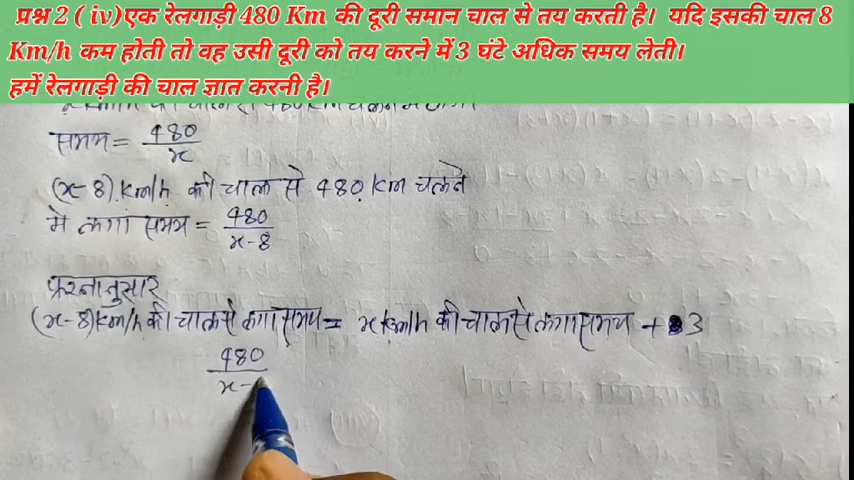 प्रश्न 2 ( iv)एक रेलगाड़ी 480 Km की दूरी समान चाल से तय करती है। यदि इसकी चाल 8
Km/h कम होती तो वह उसी दूरी को तय करने में 3 घंटे अधिक समय लेती।
हमें रेलगाड़ी की चाल ज्ञात करनी है।
समय = 480/x
(x-8) Km/h की चाल से 480 Km चलने
मे लगा समय = 480/x-8
प्रश्नानुसार
(x-8)Km/h की चाल से लगा समय = x Km/h की चाल से लगा समय + 3
480/x-